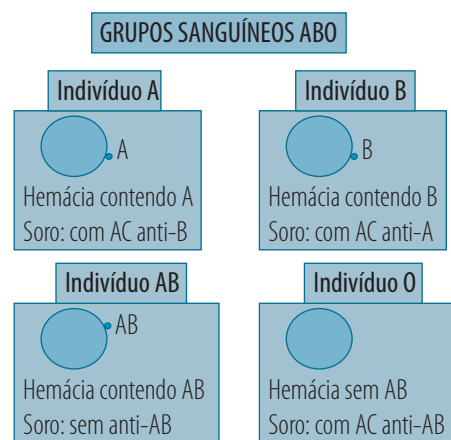 GRUPOS SANGUÍNEOS ABO
Indivíduo A
A
Hemácia contendo A
Soro: com AC anti-B
Indivíduo B
B
Hemácia contendo B
Soro: com AC anti-A
Indivíduo AB
AB
Hemácia contendo AB
Soro: sem anti-AB
Indivíduo O
Hemácia sem AB
Soro: com AC anti-AB